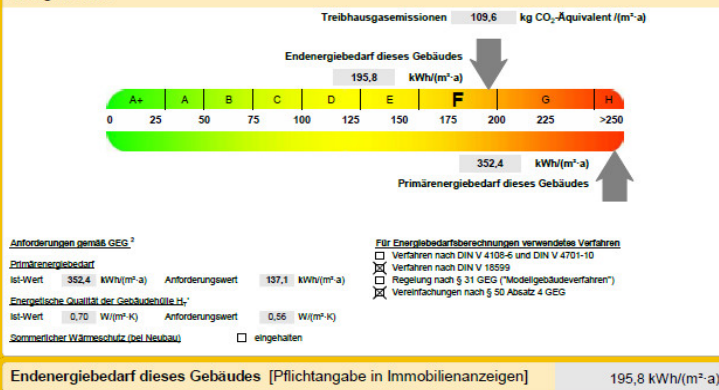 Treibhausgasemissionen 109,6 kg CO₂-Äquivalent /(m²·a)
Endenergiebedarf dieses Gebäudes
195,8 kWh/(m²·a)
A+ A B C D E F G H
0 25 50 75 100 125 150 175 200 225 >250
352,4 kWh/(m²·a)
Primärenergiebedarf dieses Gebäudes
Anforderungen gemäß GEG ²
Primärenergiebedarf
Ist-Wert 352,4 kWh/(m²·a) Anforderungswert 137,1 kWh/(m²·a)
Energetische Qualität der Gebäudehülle H_T'
Ist-Wert 0,70 W/(m²·K) Anforderungswert 0,56 W/(m²·K)
Sommerlicher Wärmeschutz (bei Neubau) ☐ eingehalten
Für Energiebedarfsberechnungen verwendetes Verfahren
☐ Verfahren nach DIN V 4108-6 und DIN V 4701-10
☒ Verfahren nach DIN V 18599
☐ Regelung nach § 31 GEG ("Modellgebäudeverfahren")
☒ Vereinfachungen nach § 50 Absatz 4 GEG
Endenergiebedarf dieses Gebäudes [Pflichtangabe in Immobilienanzeigen] 195,8 kWh/(m²·a)